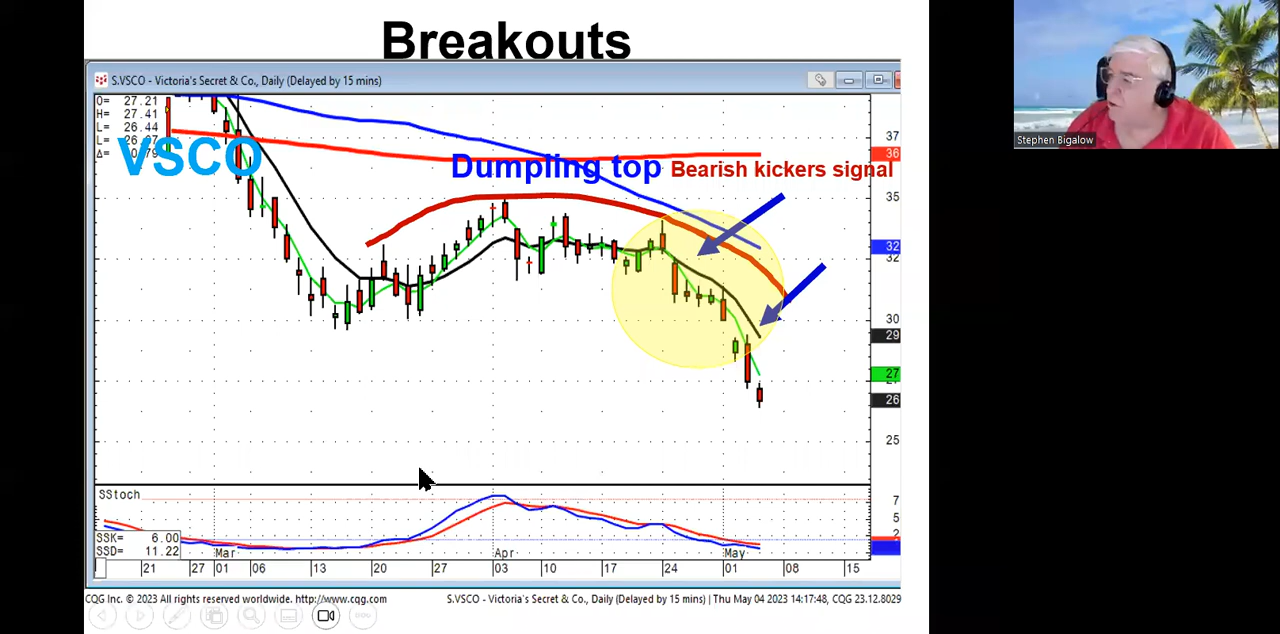 Breakouts
S.VSCO - Victoria's Secret & Co., Daily (Delayed by 15 mins)
O= 27.21
H= 27.41
L= 26.44
L=
Δ=
VSCO
Dumpling top
Bearish kickers signal
37
36
35
32
32
30
29
27
26
25
SStoch
7
5
2
SSK= 6.00
SSD= 11.22
Mar
Apr
May
21
27
01
06
13
20
27
03
10
17
24
01
08
15
CQG Inc. © 2023 All rights reserved worldwide. http://www.cqg.com
S.VSCO - Victoria's Secret & Co., Daily (Delayed by 15 mins) | Thu May 04 2023 14:17:48, CQG 23.12.8029
Stephen Bigalow